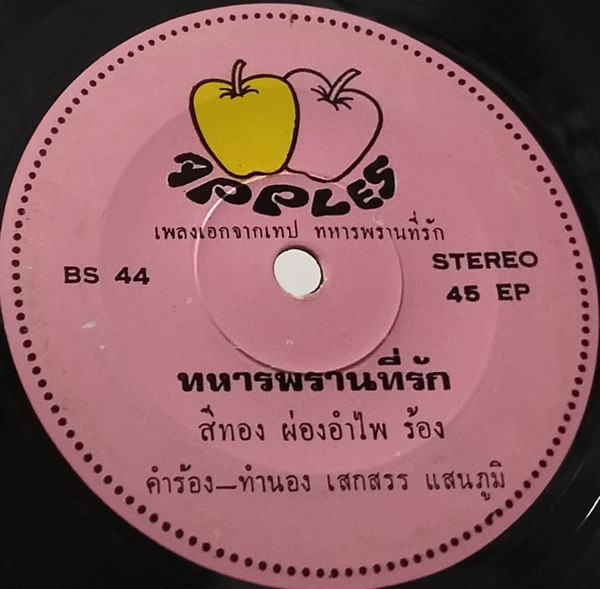 APPLES
เพลงเอกจากเทป ทหารพรานที่รัก
BS 44
STEREO
45 EP
ทหารพรานที่รัก
สีทอง ผ่องอำไพ ร้อง
คำร้อง—ทำนอง เสกสรร แสนภูมิ